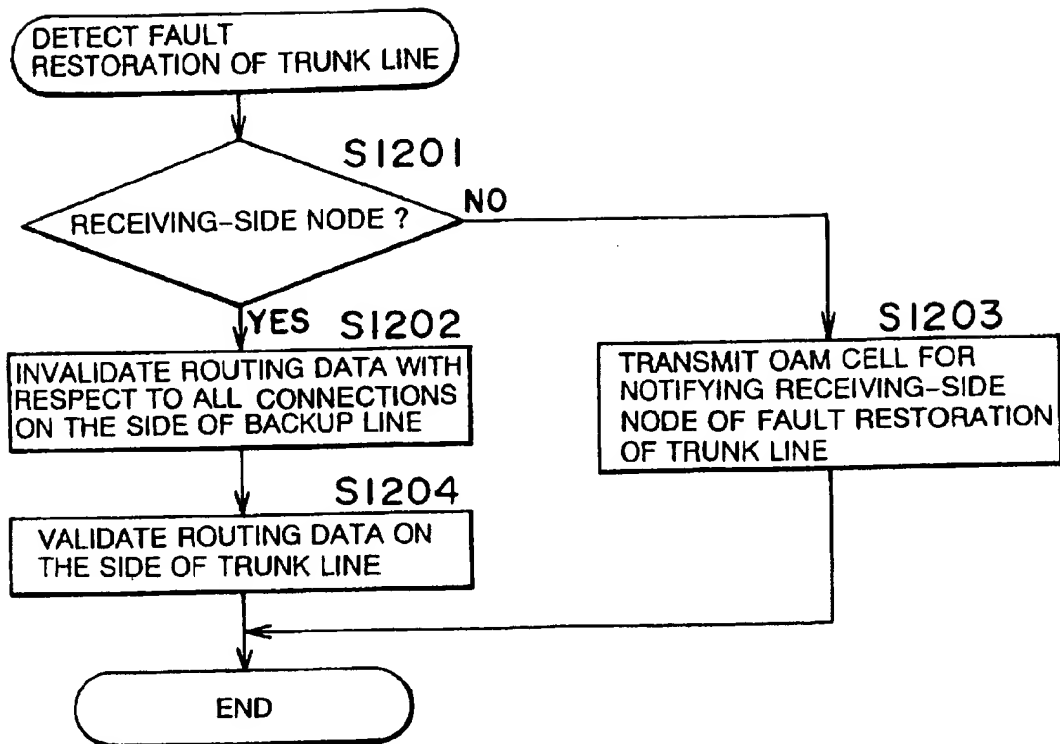 DETECT FAULT
RESTORATION OF TRUNK LINE
S1201
RECEIVING-SIDE NODE ?
NO
YES
S1202
INVALIDATE ROUTING DATA WITH
RESPECT TO ALL CONNECTIONS
ON THE SIDE OF BACKUP LINE
S1203
TRANSMIT OAM CELL FOR
NOTIFYING RECEIVING-SIDE
NODE OF FAULT RESTORATION
OF TRUNK LINE
S1204
VALIDATE ROUTING DATA ON
THE SIDE OF TRUNK LINE
END